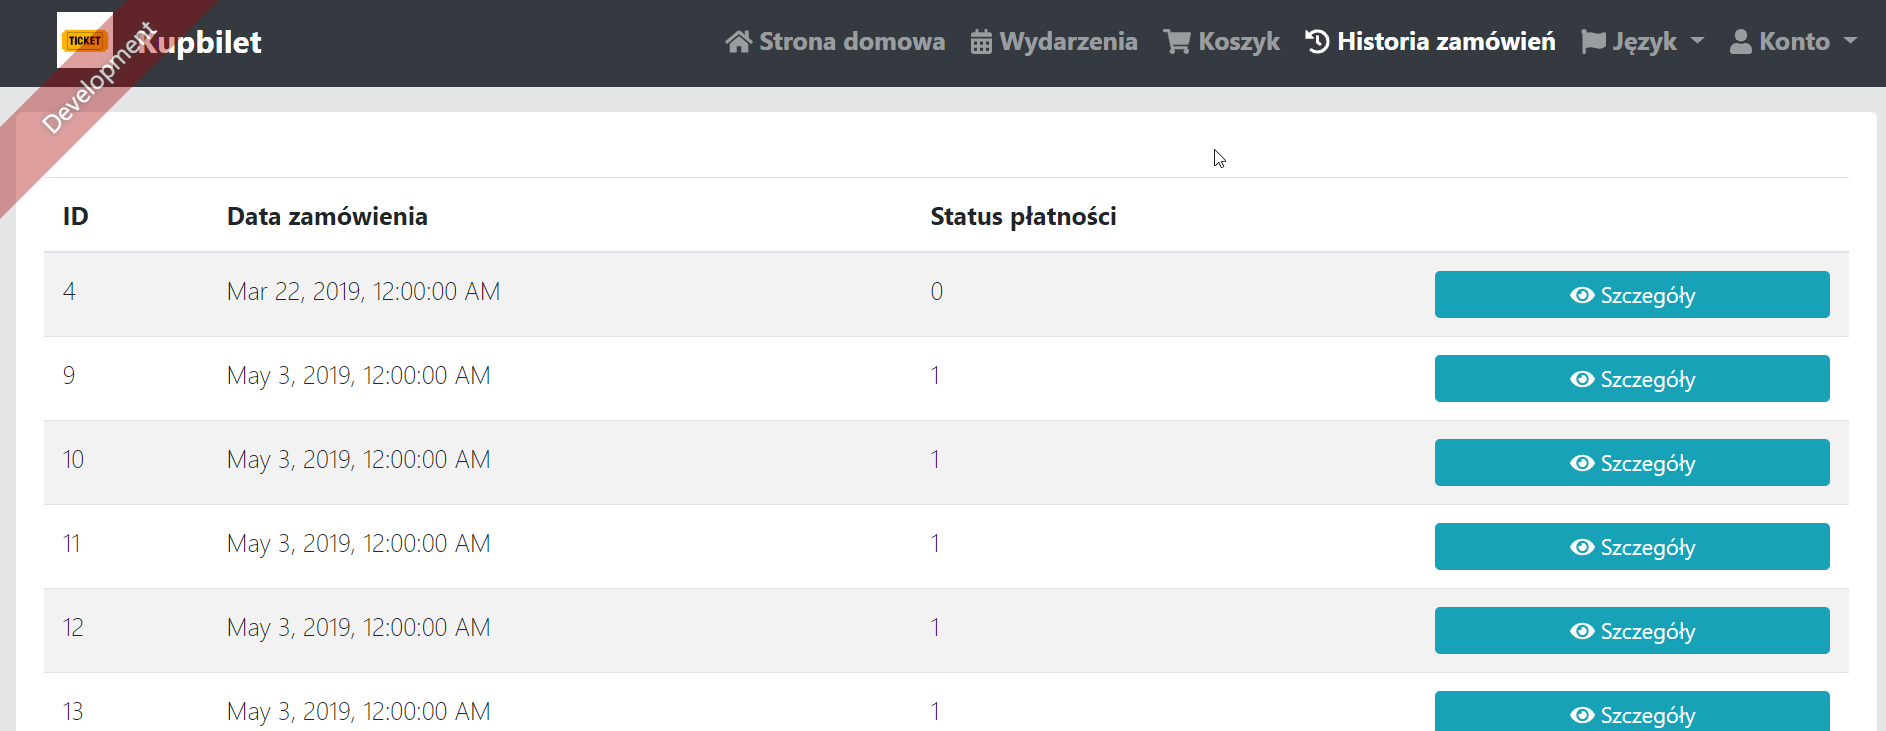 TICKET
Kupbilet
Development
Strona domowa Wydarzenia Koszyk Historia zamówień Język Konto
ID Data zamówienia Status płatności
4 Mar 22, 2019, 12:00:00 AM 0 Szczegóły
9 May 3, 2019, 12:00:00 AM 1 Szczegóły
10 May 3, 2019, 12:00:00 AM 1 Szczegóły
11 May 3, 2019, 12:00:00 AM 1 Szczegóły
12 May 3, 2019, 12:00:00 AM 1 Szczegóły
13 May 3, 2019, 12:00:00 AM 1 Szczegóły